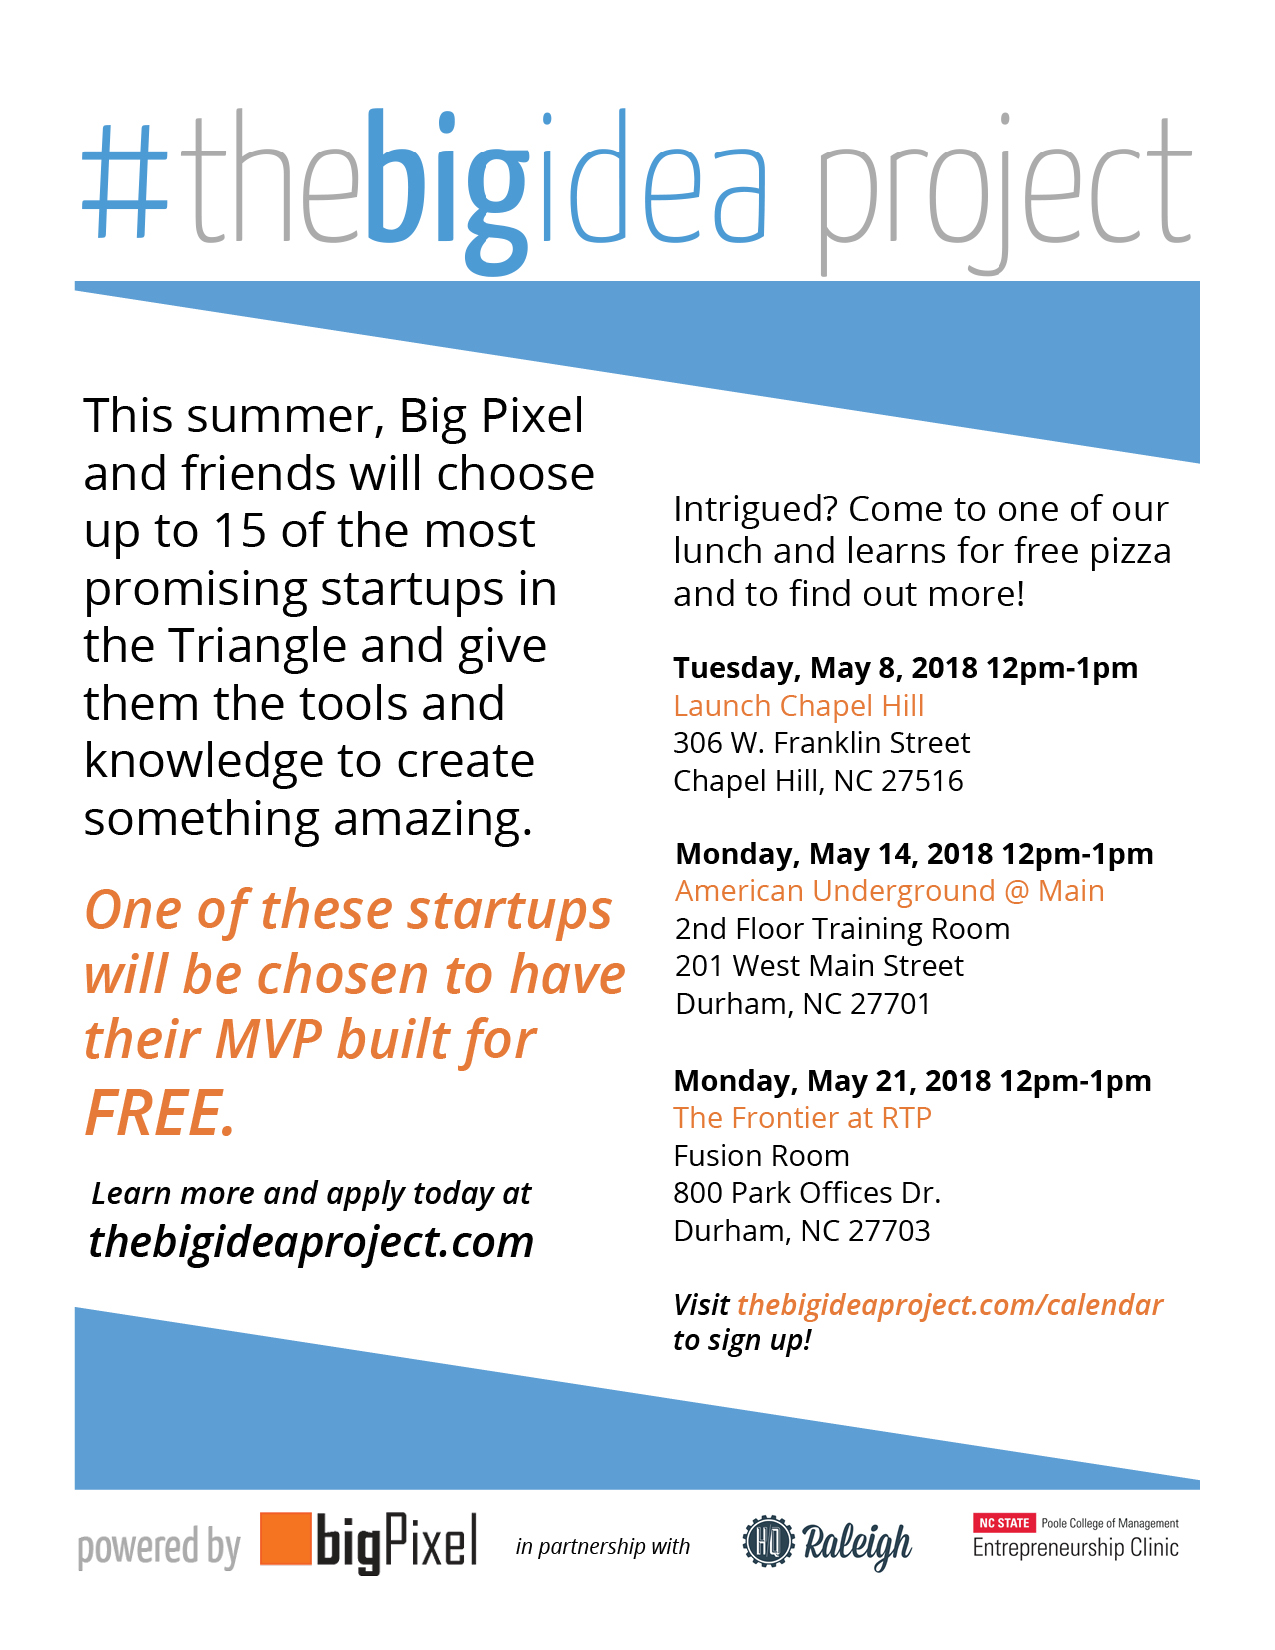 #thebigidea project
This summer, Big Pixel
and friends will choose
up to 15 of the most
promising startups in
the Triangle and give
them the tools and
knowledge to create
something amazing.
One of these startups
will be chosen to have
their MVP built for
FREE.
Learn more and apply today at
thebigideaproject.com
Intrigued? Come to one of our
lunch and learns for free pizza
and to find out more!
Tuesday, May 8, 2018 12pm-1pm
Launch Chapel Hill
306 W. Franklin Street
Chapel Hill, NC 27516
Monday, May 14, 2018 12pm-1pm
American Underground @ Main
2nd Floor Training Room
201 West Main Street
Durham, NC 27701
Monday, May 21, 2018 12pm-1pm
The Frontier at RTP
Fusion Room
800 Park Offices Dr.
Durham, NC 27703
Visit thebigideaproject.com/calendar
to sign up!
powered by bigPixel in partnership with HQ Raleigh
NC STATE Poole College of Management
Entrepreneurship Clinic